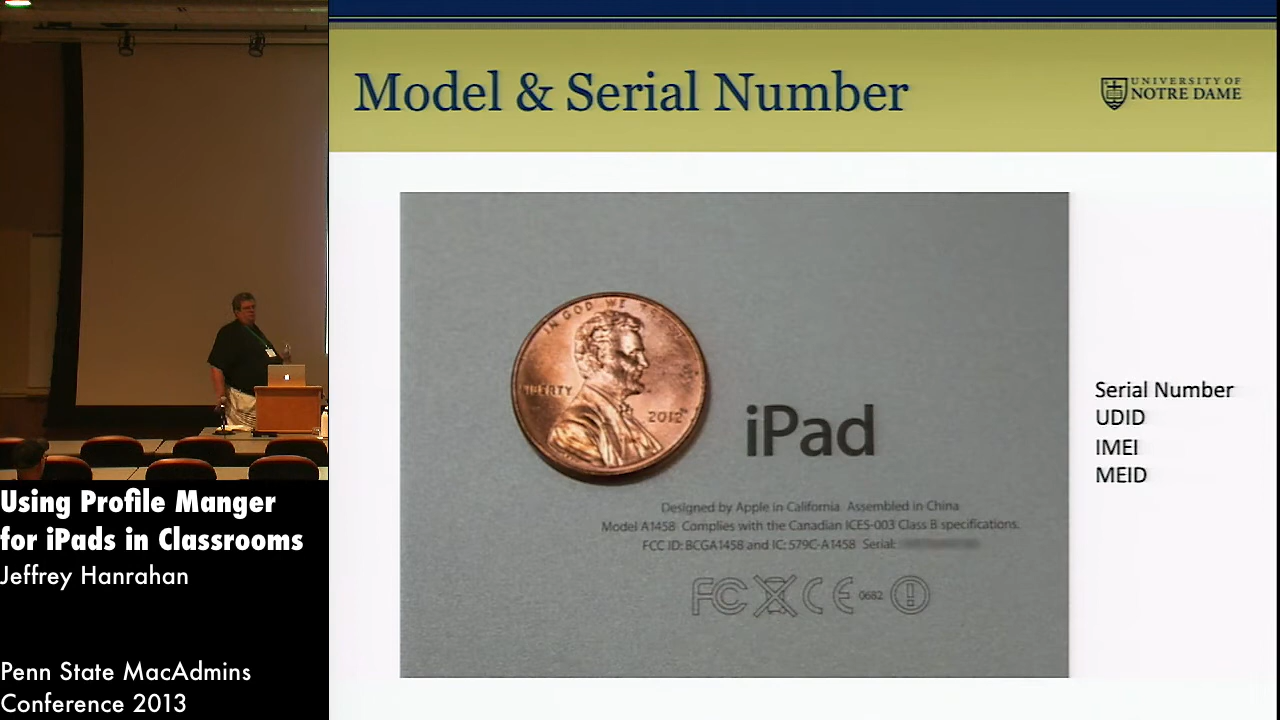 Model & Serial Number
UNIVERSITY OF
NOTRE DAME
IN GOD WE
LIBERTY
2012
iPad
Designed by Apple in California Assembled in China
Model A1458 Complies with the Canadian ICES-003 Class B specifications.
FCC ID: BCGA1458 and IC: 579C-A1458 Serial:
FC CE 0682
Serial Number
UDID
IMEI
MEID
Using Profile Manger
for iPads in Classrooms
Jeffrey Hanrahan
Penn State MacAdmins
Conference 2013